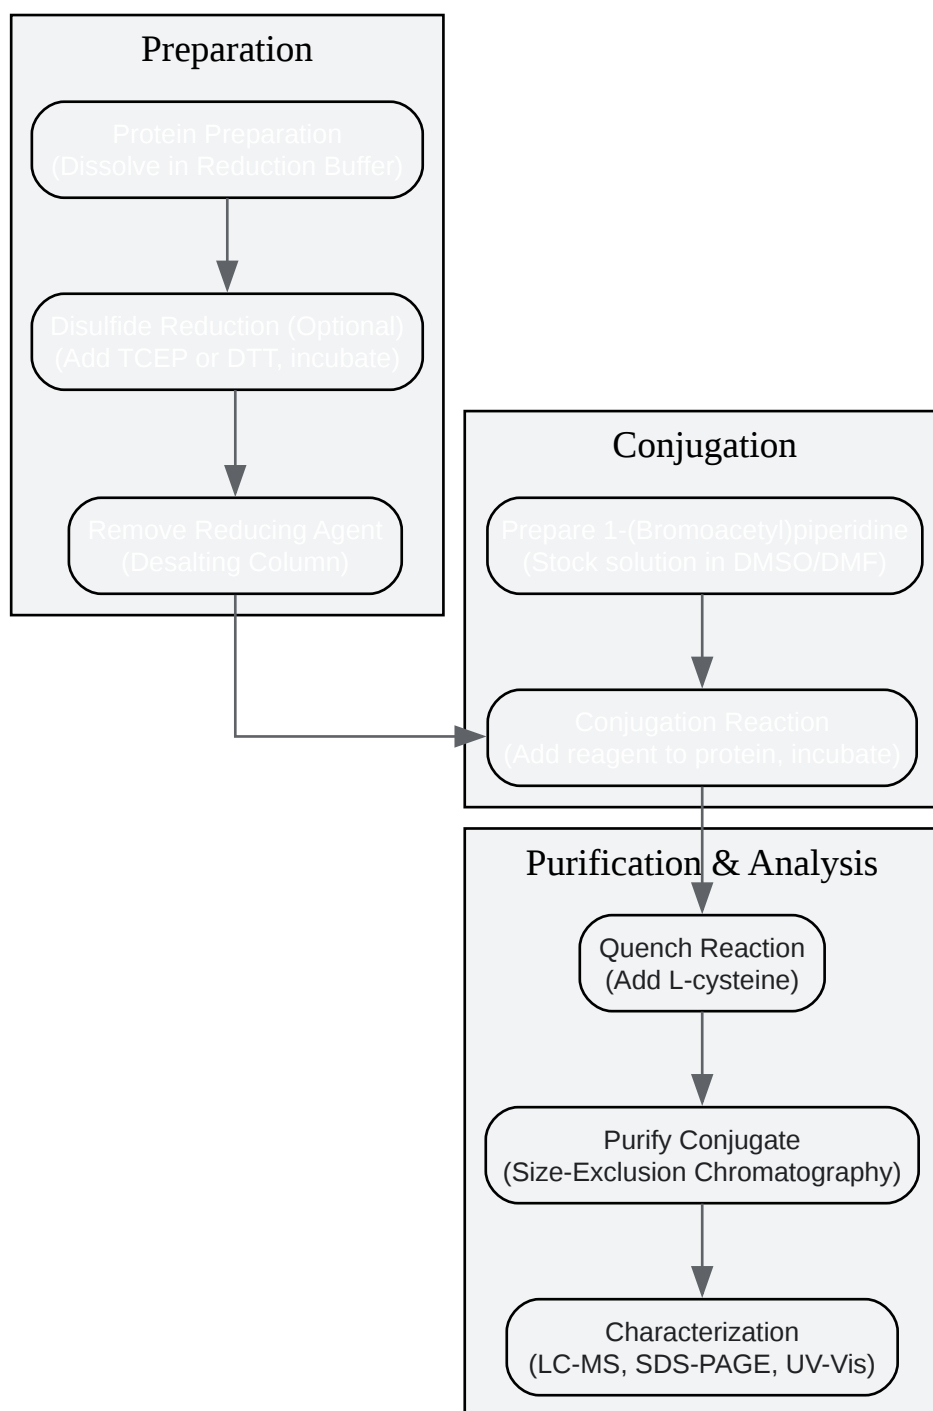 Preparation
Protein Preparation
(Dissolve in Reduction Buffer)
Disulfide Reduction (Optional)
(Add TCEP or DTT, incubate)
Remove Reducing Agent
(Desalting Column)
Conjugation
Prepare 1-(Bromoacetyl)piperidine
(Stock solution in DMSO/DMF)
Conjugation Reaction
(Add reagent to protein, incubate)
Purification & Analysis
Quench Reaction
(Add L-cysteine)
Purify Conjugate
(Size-Exclusion Chromatography)
Characterization
(LC-MS, SDS-PAGE, UV-Vis)